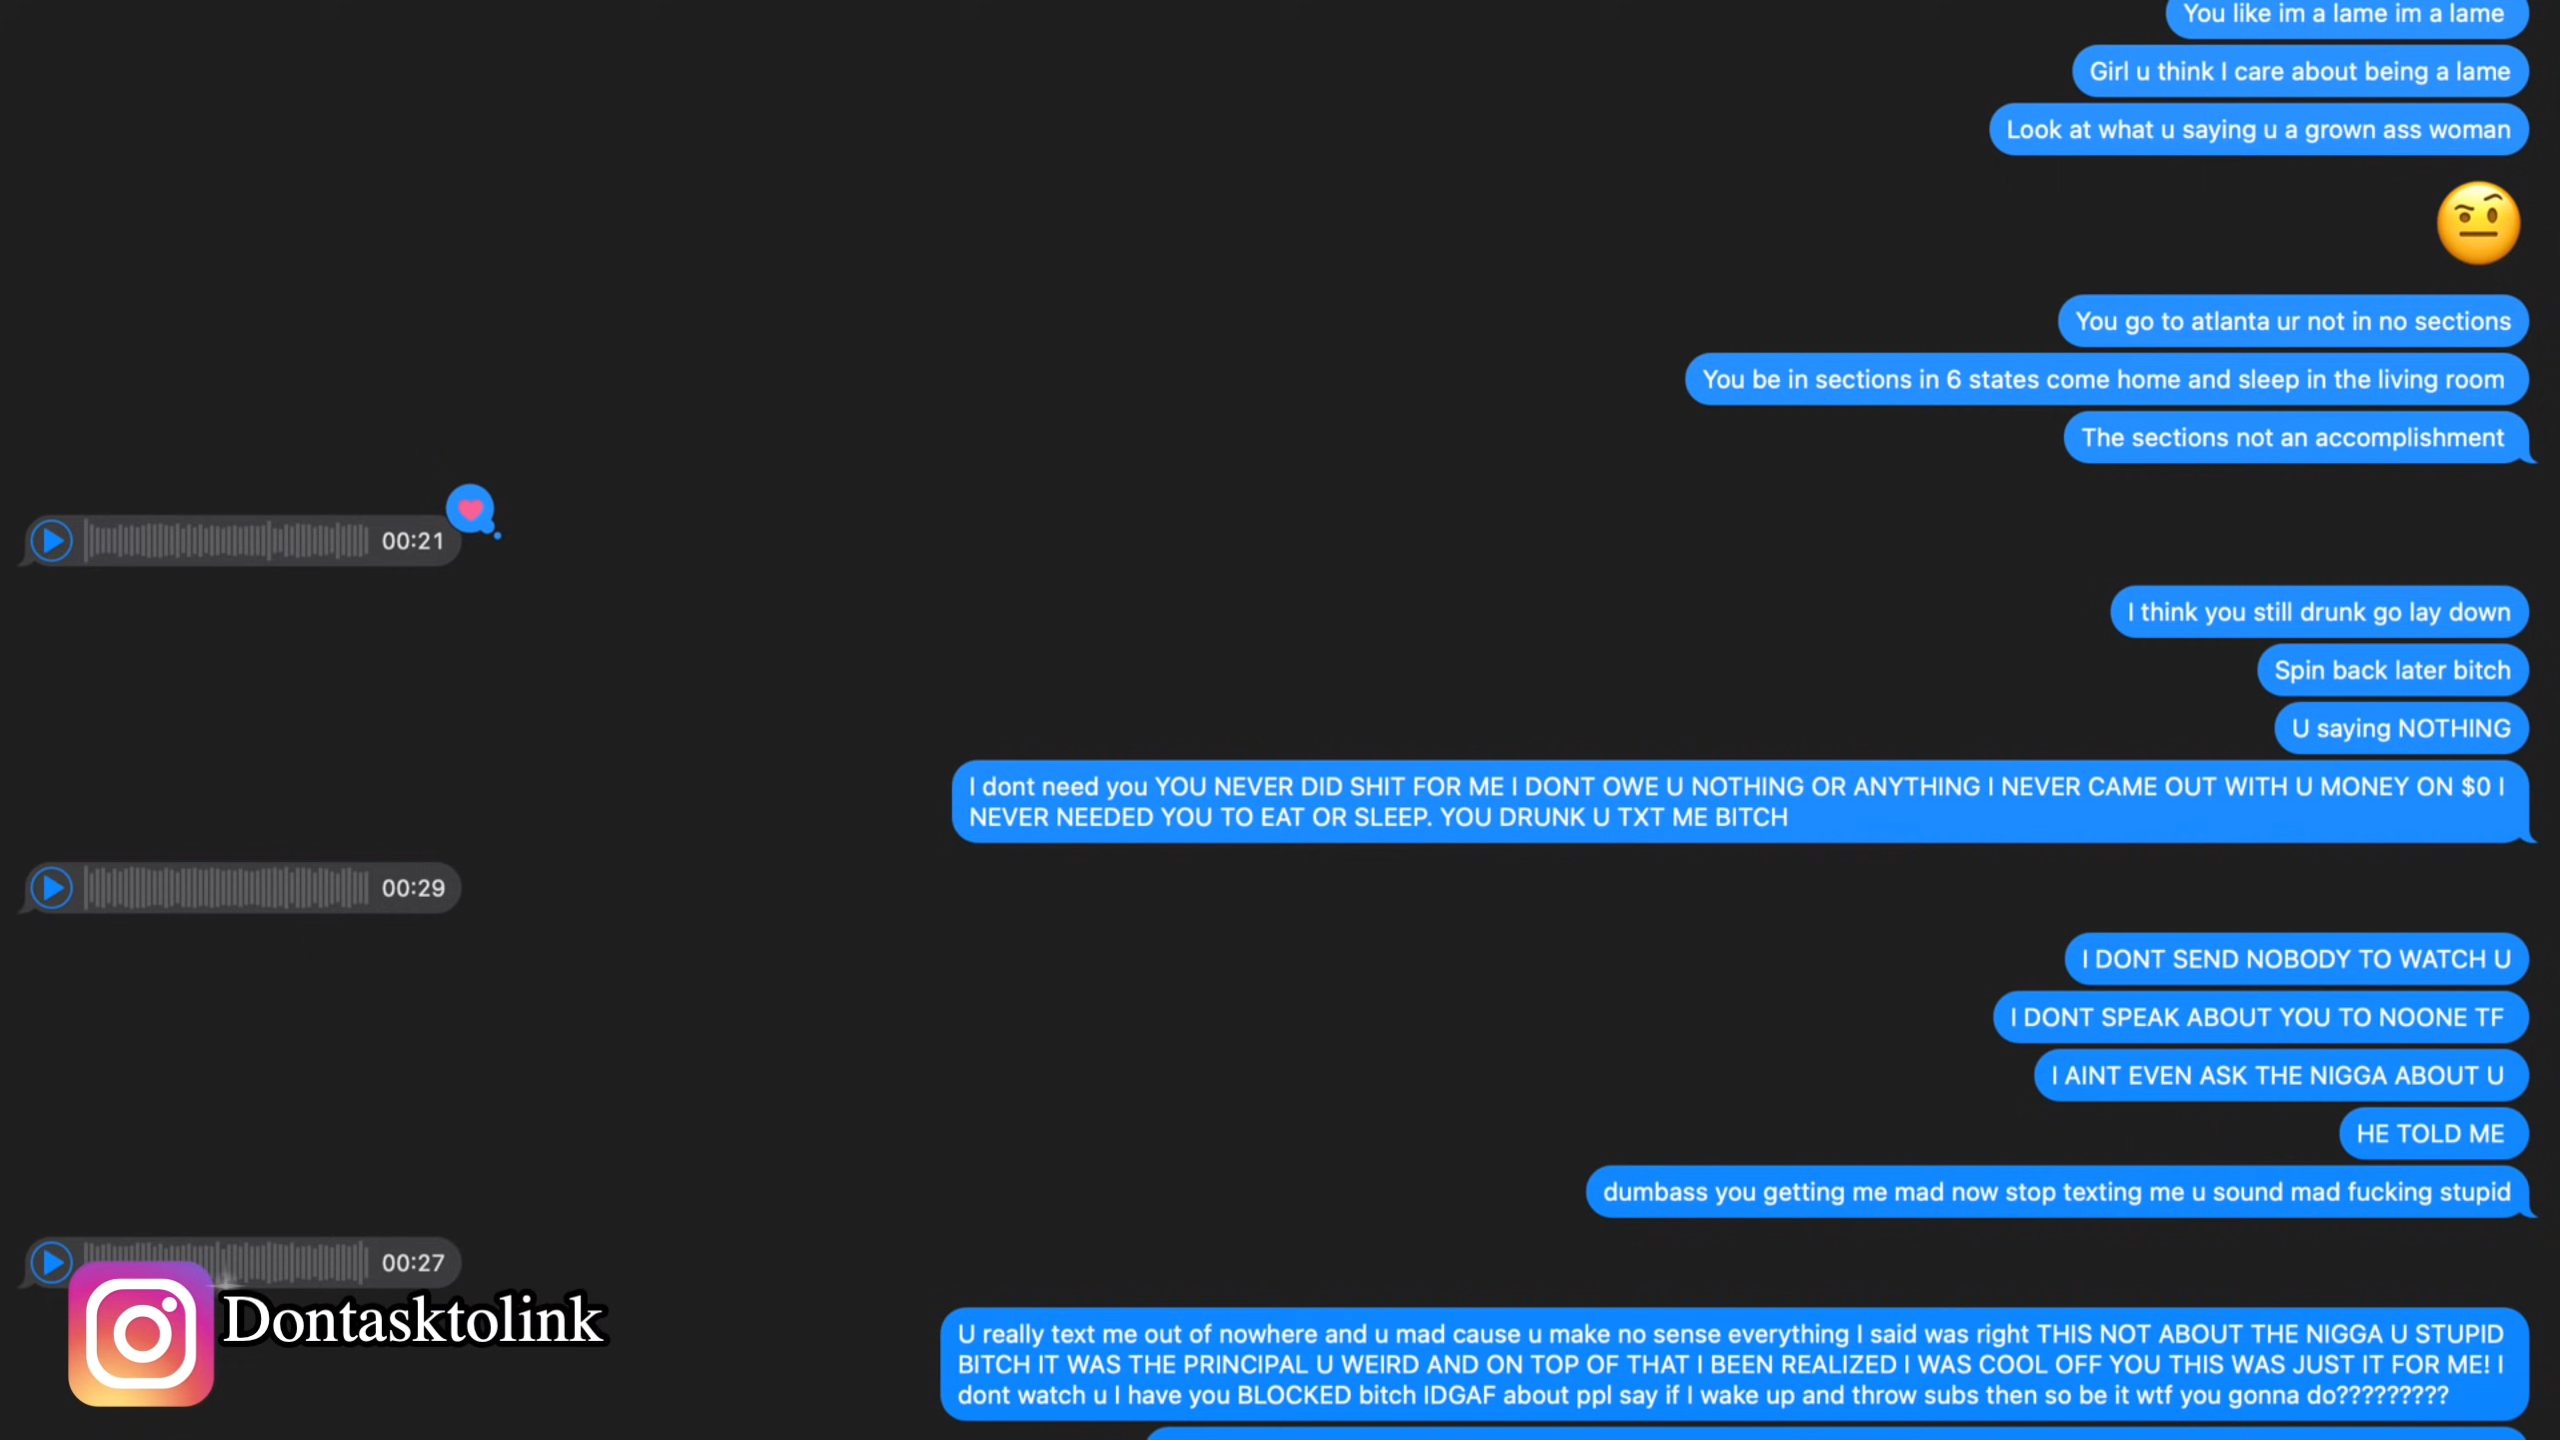 You like im a lame im a lame
Girl u think I care about being a lame
Look at what u saying u a grown ass woman
You go to atlanta ur not in no sections
You be in sections in 6 states come home and sleep in the living room
The sections not an accomplishment
00:21
I think you still drunk go lay down
Spin back later bitch
U saying NOTHING
I dont need you YOU NEVER DID SHIT FOR ME I DONT OWE U NOTHING OR ANYTHING I NEVER CAME OUT WITH U MONEY ON $0 I
NEVER NEEDED YOU TO EAT OR SLEEP. YOU DRUNK U TXT ME BITCH
00:29
I DONT SEND NOBODY TO WATCH U
I DONT SPEAK ABOUT YOU TO NOONE TF
I AINT EVEN ASK THE NIGGA ABOUT U
HE TOLD ME
dumbass you getting me mad now stop texting me u sound mad fucking stupid
00:27
Dontasktolink
U really text me out of nowhere and u mad cause u make no sense everything I said was right THIS NOT ABOUT THE NIGGA U STUPID
BITCH IT WAS THE PRINCIPAL U WEIRD AND ON TOP OF THAT I BEEN REALIZED I WAS COOL OFF YOU THIS WAS JUST IT FOR ME! I
dont watch u I have you BLOCKED bitch IDGAF about ppl say if I wake up and throw subs then so be it wtf you gonna do?????????